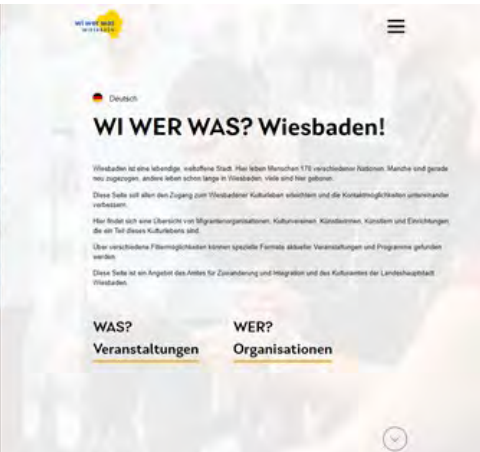 wi wer was
WIESBADEN
Deutsch
WI WER WAS? Wiesbaden!
Wiesbaden ist eine lebendige, weltoffene Stadt. Hier leben Menschen 170 verschiedener Nationen. Manche sind gerade
neu zugezogen, andere leben schon lange in Wiesbaden, viele sind hier geboren.
Diese Seite soll allen den Zugang zum Wiesbadener Kulturleben erleichtern und die Kontaktmöglichkeiten untereinander
verbessern.
Hier findet sich eine Übersicht von Migrantenorganisationen, Kulturvereinen, Künstlerinnen, Künstlern und Einrichtungen
die ein Teil dieses Kulturlebens sind.
Über verschiedene Filtermöglichkeiten können spezielle Formate aktueller Veranstaltungen und Programme gefunden
werden.
Diese Seite ist ein Angebot des Amtes für Zuwanderung und Integration und des Kulturamtes der Landeshauptstadt
Wiesbaden.
WAS? WER?
Veranstaltungen Organisationen